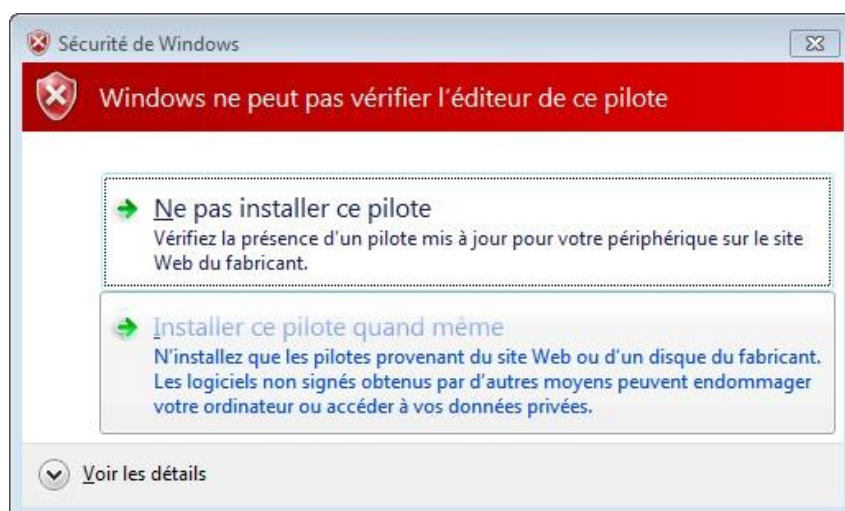 Sécurité de Windows
Windows ne peut pas vérifier l'éditeur de ce pilote
Ne pas installer ce pilote
Vérifiez la présence d'un pilote mis à jour pour votre périphérique sur le site
Web du fabricant.
Installer ce pilote quand même
N'installez que les pilotes provenant du site Web ou d'un disque du fabricant.
Les logiciels non signés obtenus par d'autres moyens peuvent endommager
votre ordinateur ou accéder à vos données privées.
Voir les détails